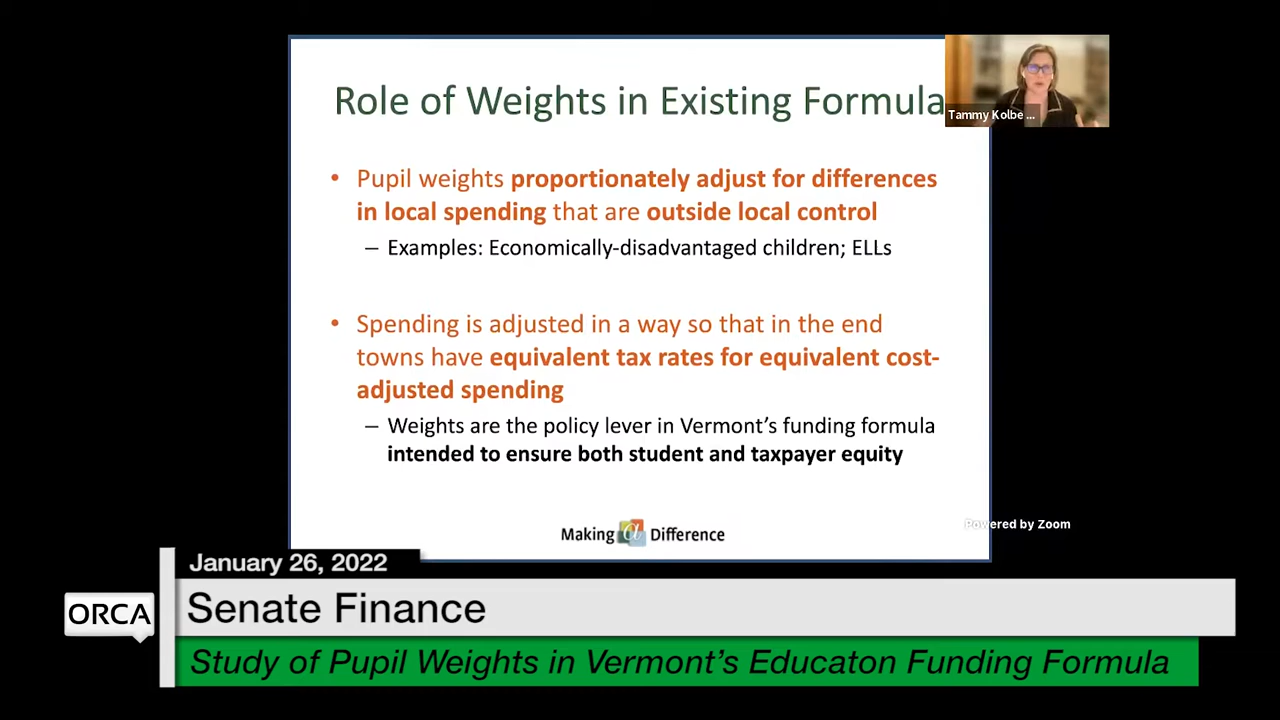 Role of Weights in Existing Formula
Tammy Kolbe ...
• Pupil weights proportionately adjust for differences
in local spending that are outside local control
– Examples: Economically-disadvantaged children; ELLs
• Spending is adjusted in a way so that in the end
towns have equivalent tax rates for equivalent cost-
adjusted spending
– Weights are the policy lever in Vermont's funding formula
intended to ensure both student and taxpayer equity
Making a Difference
Powered by Zoom
January 26, 2022
ORCA
Senate Finance
Study of Pupil Weights in Vermont's Educaton Funding Formula